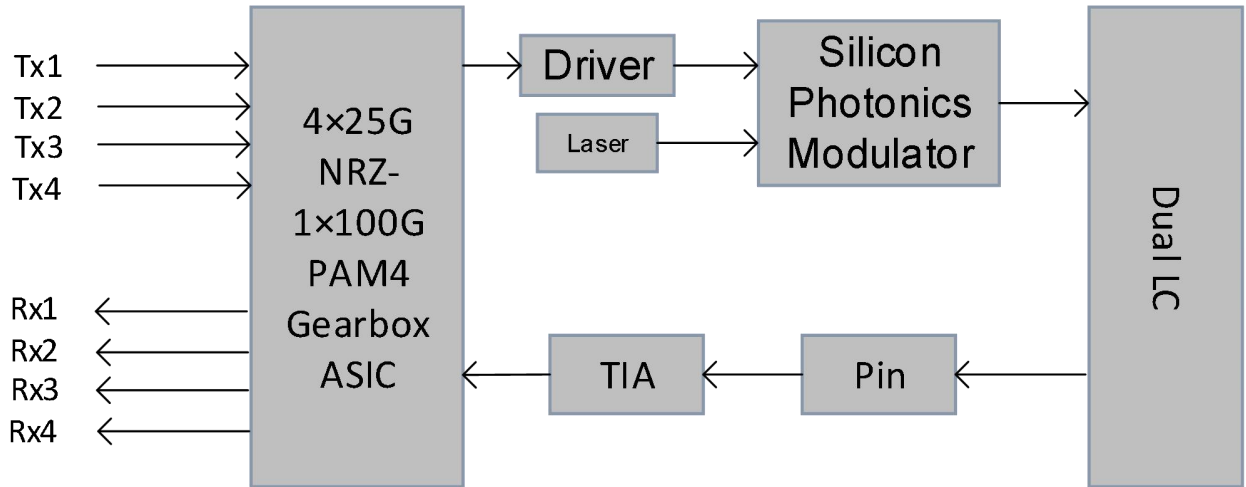 Tx1
Tx2
Tx3
Tx4
Rx1
Rx2
Rx3
Rx4
4×25G
NRZ-
1×100G
PAM4
Gearbox
ASIC
Driver
Laser
Silicon
Photonics
Modulator
TIA
Pin
Dual LC